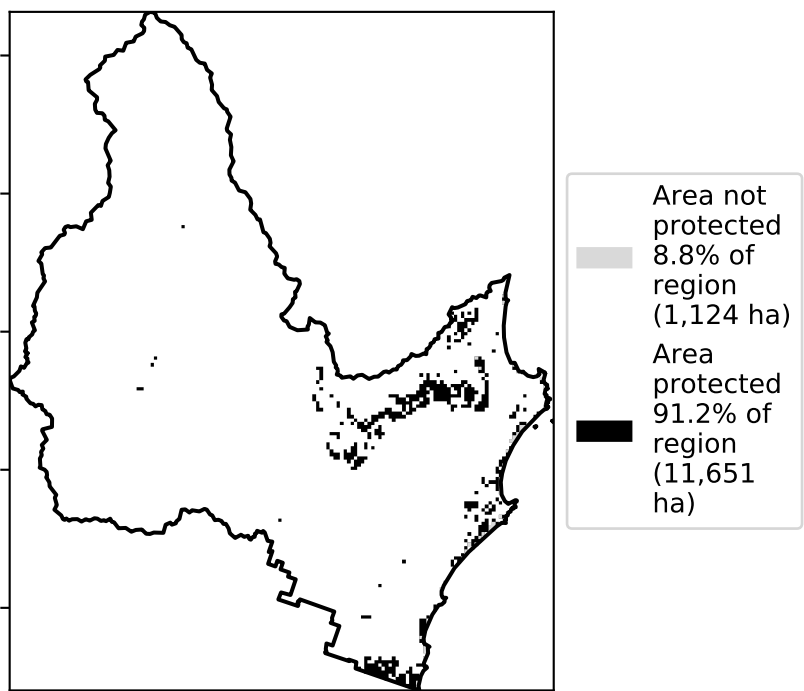 Area not
protected
8.8% of
region
(1,124 ha)
Area
protected
91.2% of
region
(11,651
ha)